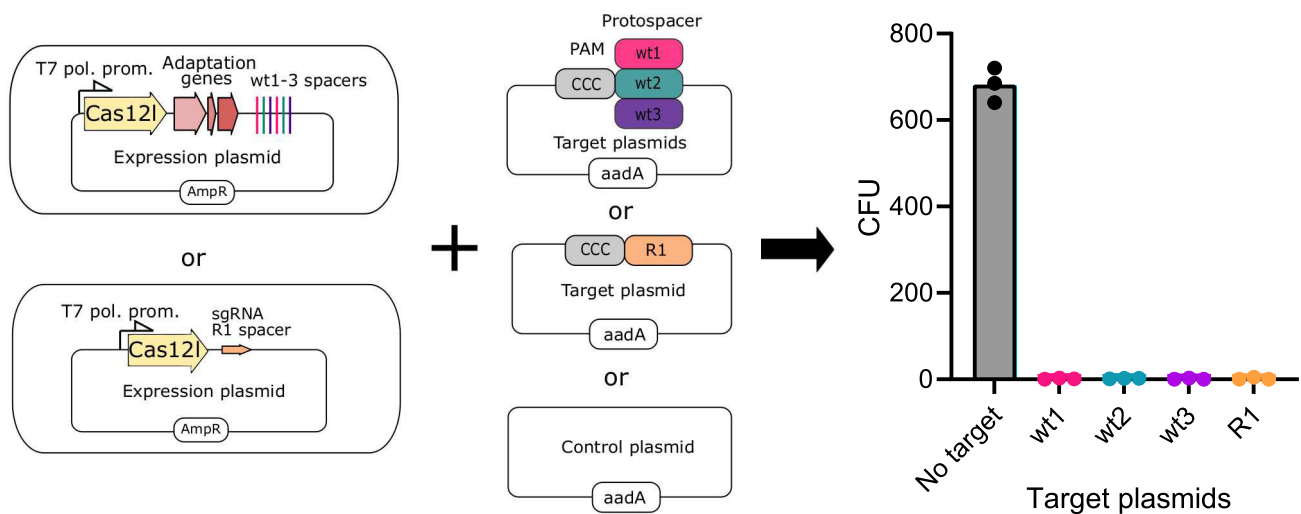 T7 pol. prom.
Adaptation
genes
wt1-3 spacers
Cas12l
Expression plasmid
AmpR
or
T7 pol. prom.
sgRNA
R1 spacer
Cas12l
Expression plasmid
AmpR
+
Protospacer
PAM
wt1
CCC
wt2
wt3
Target plasmids
aadA
or
CCC
R1
Target plasmid
aadA
or
Control plasmid
aadA
CFU
800
600
400
200
0
No target
wt1
wt2
wt3
R1
Target plasmids